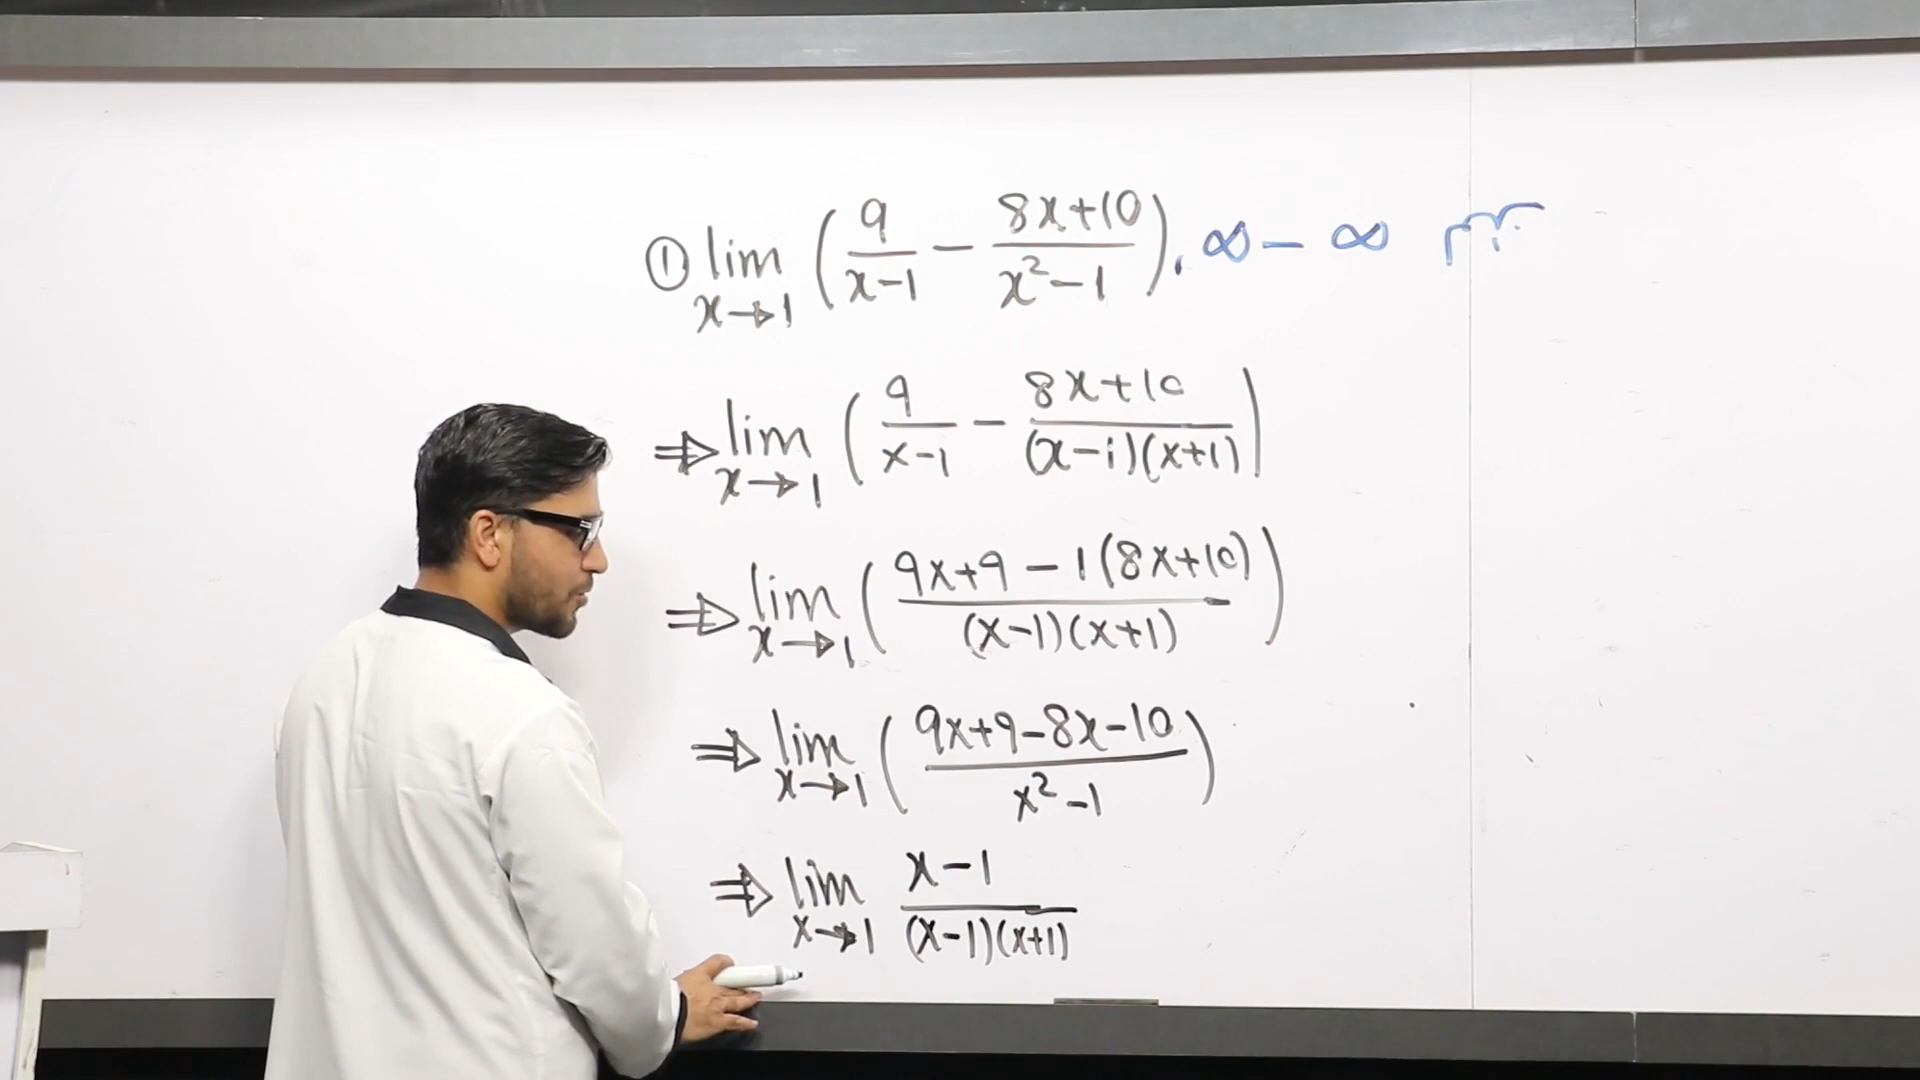 ① lim x→1 (9/(x-1) - (8x+10)/(x²-1)). ∞ - ∞
⇒ lim x→1 (9/(x-1) - (8x+10)/((x-1)(x+1)))
⇒ lim x→1 ((9x+9-1(8x+10))/((x-1)(x+1)))
⇒ lim x→1 ((9x+9-8x-10)/(x²-1))
⇒ lim x→1 (x-1)/((x-1)(x+1))